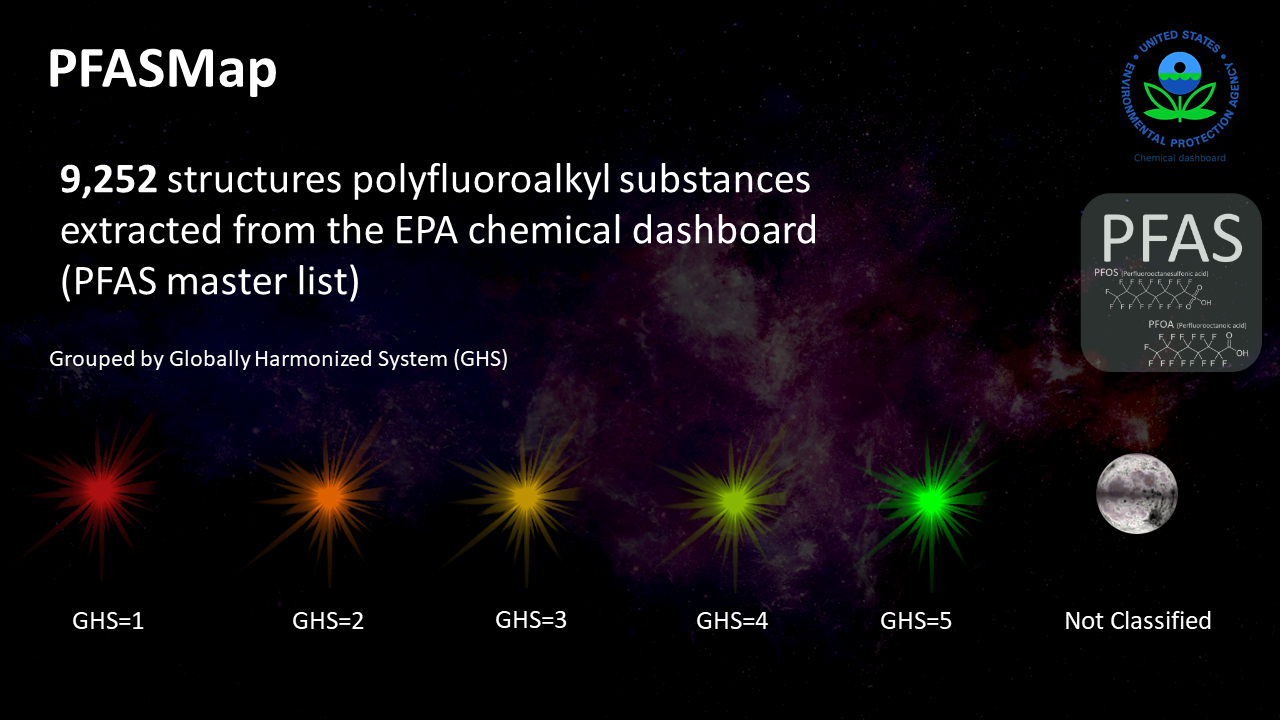 PFASMap
UNITED STATES • ENVIRONMENTAL PROTECTION AGENCY •
Chemical dashboard
9,252 structures polyfluoroalkyl substances
extracted from the EPA chemical dashboard
(PFAS master list)
PFAS
PFOS (Perfluorooctanesulfonic acid)
F F F F F F F
F
O
OH
F F F F F F F O
PFOA (Perfluorooctanoic acid)
F F F F F F
O
F
OH
F F F F F F F
Grouped by Globally Harmonized System (GHS)
GHS=1
GHS=2
GHS=3
GHS=4
GHS=5
Not Classified